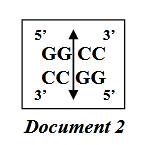 5’ 3’
GG CC
CC GG
3’ 5’
Document 2